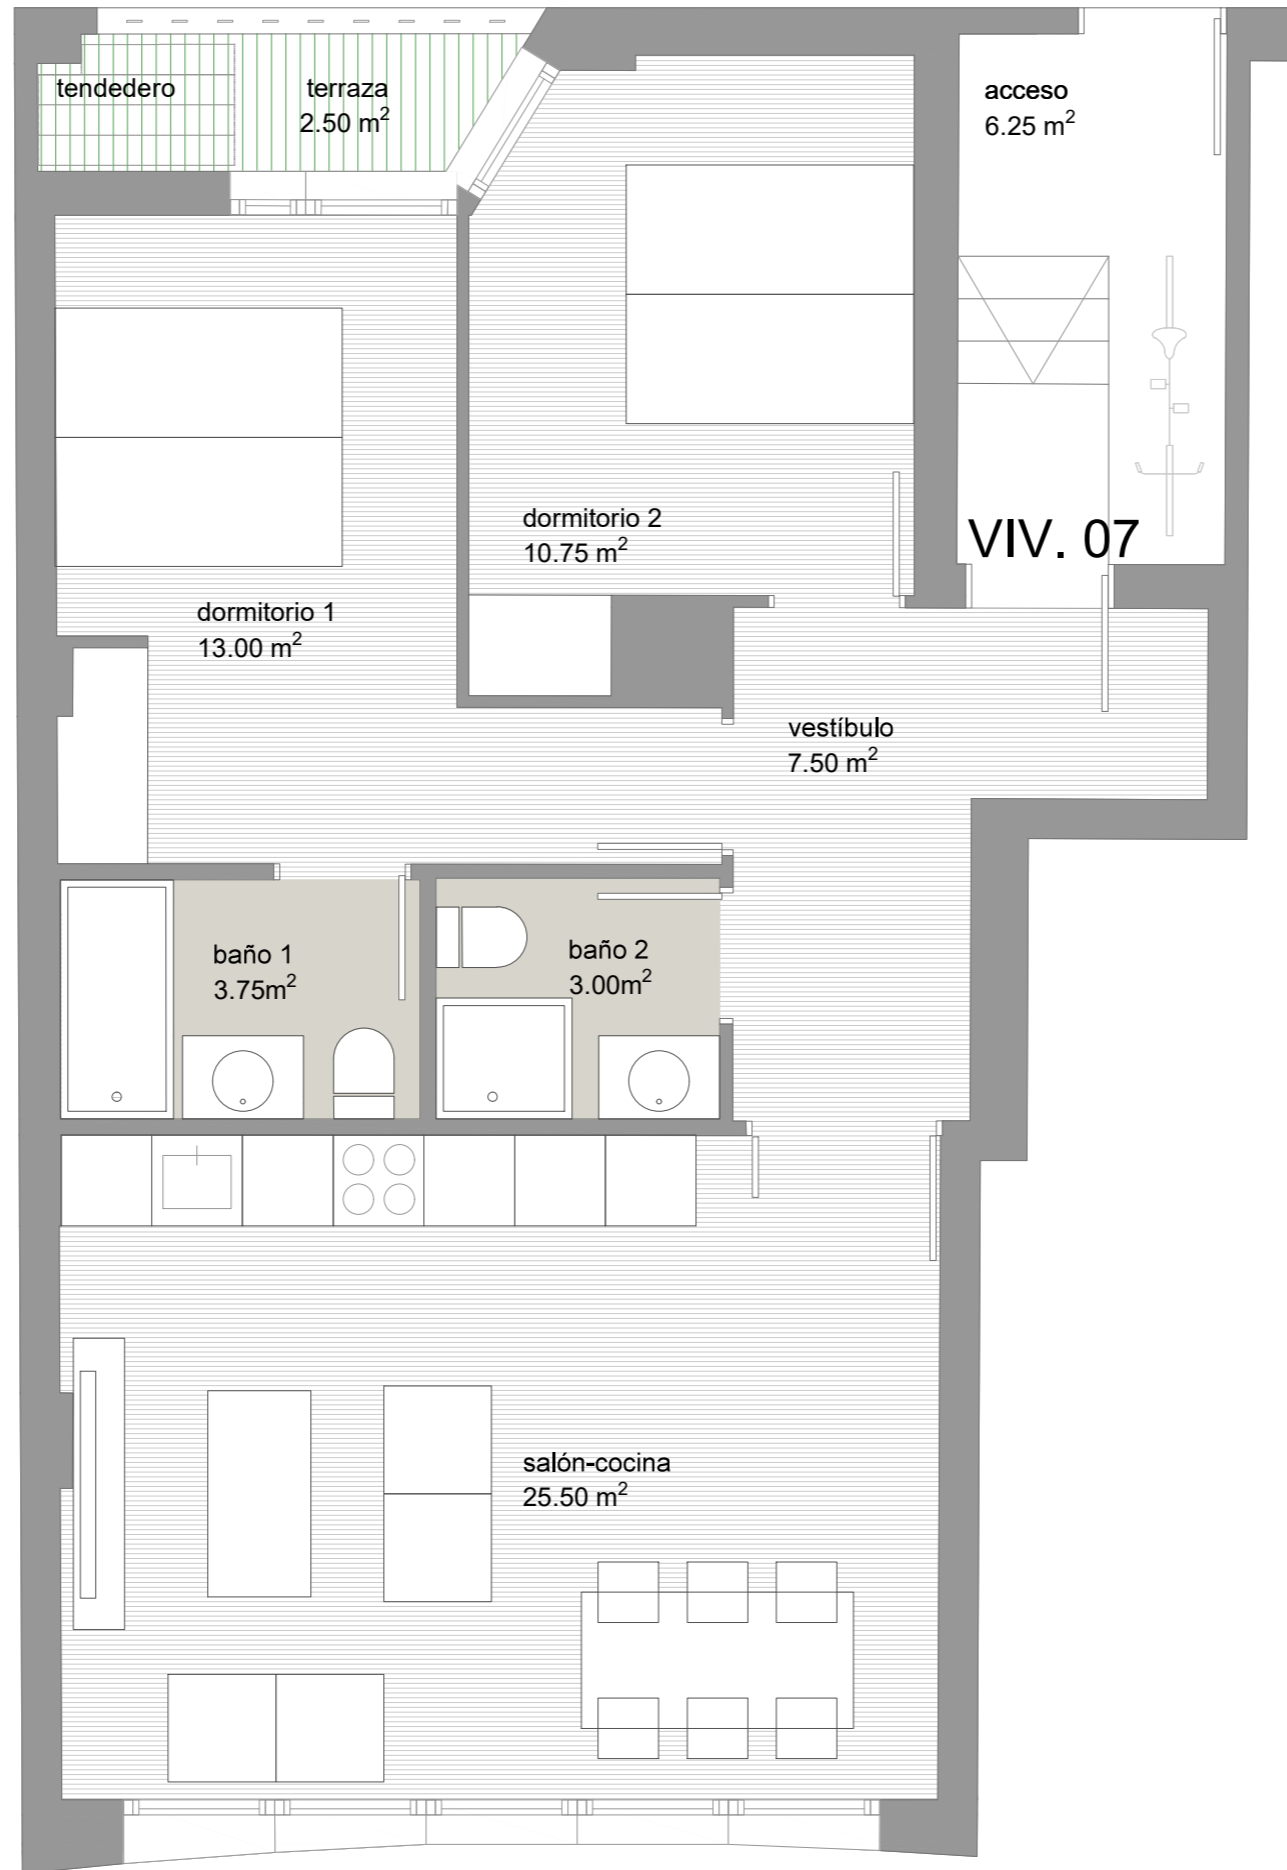 tendedero
terraza
2.50 m²
acceso
6.25 m²
dormitorio 2
10.75 m²
VIV. 07
dormitorio 1
13.00 m²
vestíbulo
7.50 m²
baño 1
3.75m²
baño 2
3.00m²
salón-cocina
25.50 m²